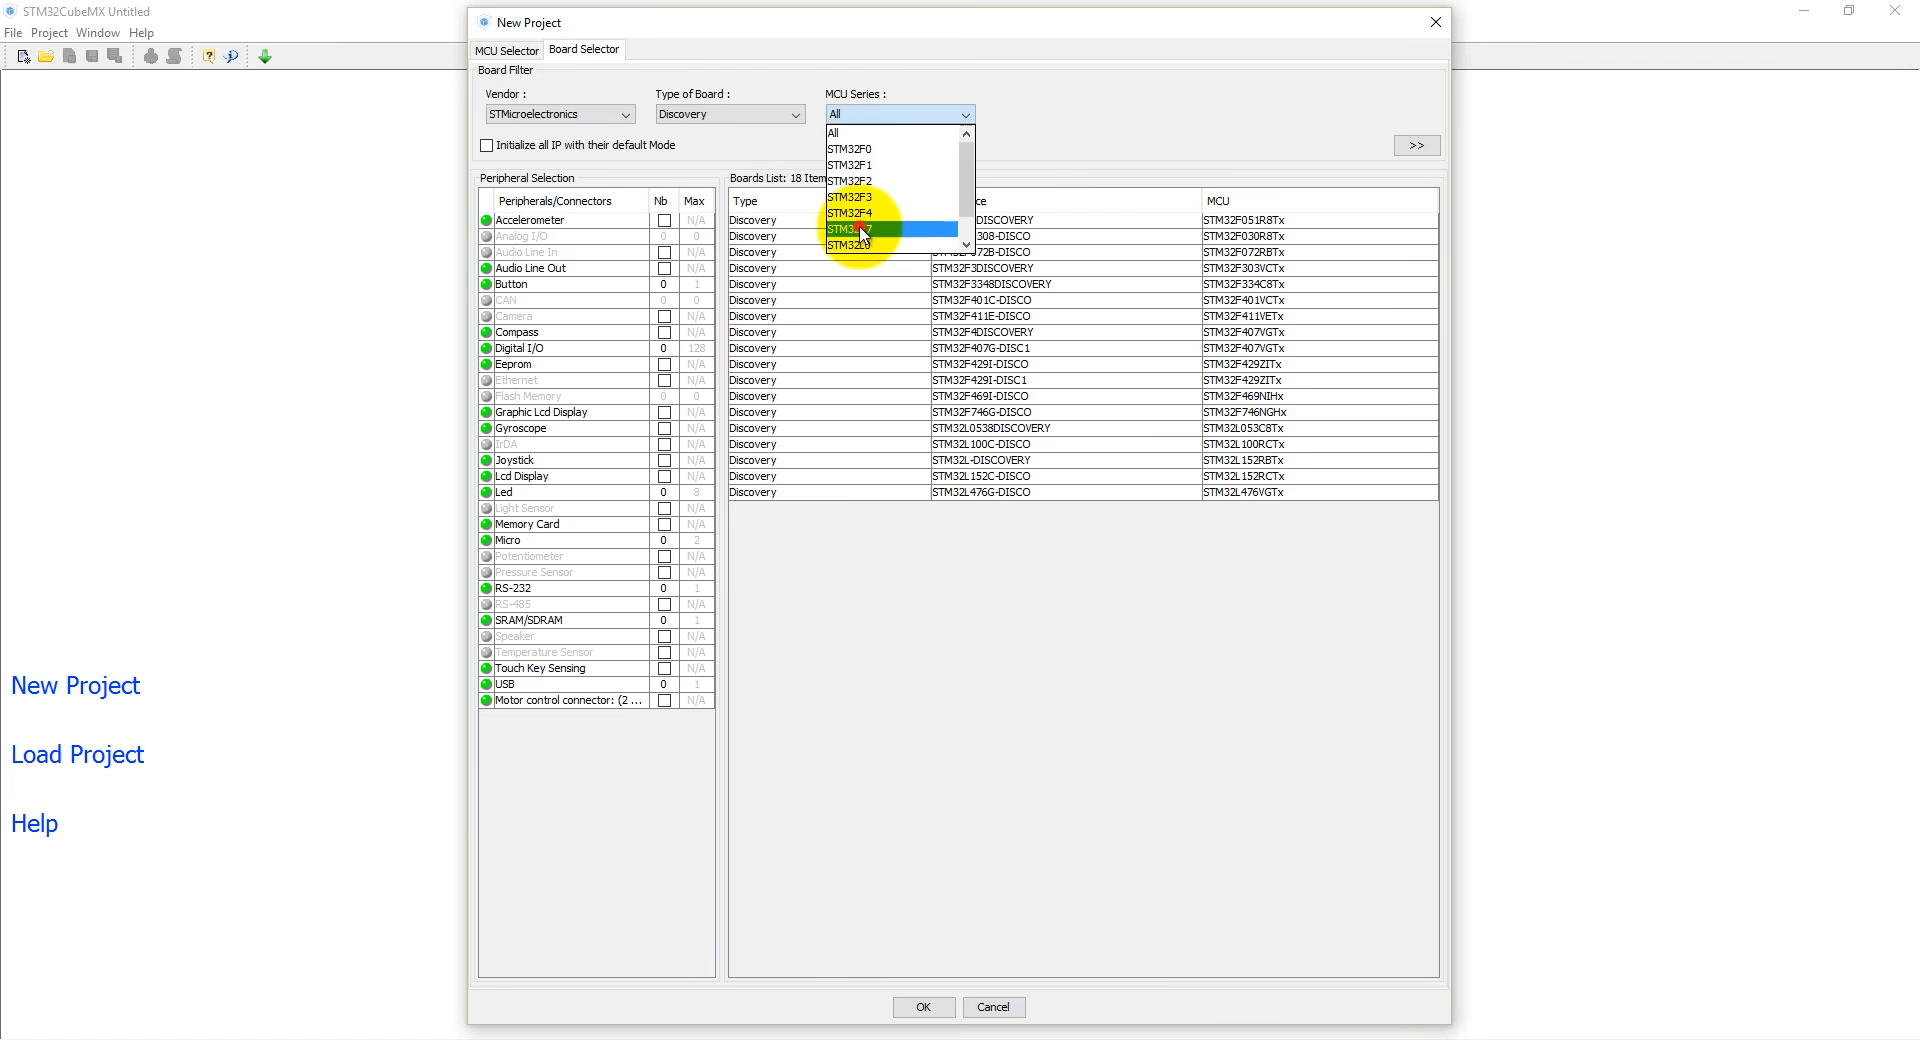 STM32CubeMX Untitled
File Project Window Help
New Project
MCU Selector Board Selector
Board Filter
Vendor : Type of Board : MCU Series :
STMicroelectronics Discovery All
Initialize all IP with their default Mode >>
All
STM32F0
STM32F1
STM32F2
STM32F3
STM32F4
STM32L0
Peripheral Selection
Peripherals/Connectors Nb Max
Accelerometer N/A
Analog I/O 0 0
Audio Line In N/A
Audio Line Out N/A
Button 0 1
CAN 0 0
Camera N/A
Compass N/A
Digital I/O 0 128
Eeprom N/A
Ethernet N/A
Flash Memory 0 0
Graphic Lcd Display N/A
Gyroscope N/A
IrDA N/A
Joystick N/A
Lcd Display N/A
Led 0 8
Light Sensor N/A
Memory Card N/A
Micro 0 2
Potentiometer N/A
Pressure Sensor N/A
RS-232 0 1
RS-485 N/A
SRAM/SDRAM 0 1
Speaker N/A
Temperature Sensor N/A
Touch Key Sensing N/A
USB 0 1
Motor control connector: (2 ... N/A
Boards List: 18 Item
Type ce MCU
Discovery DISCOVERY STM32F051R8Tx
Discovery 308-DISCO STM32F030R8Tx
Discovery 072B-DISCO STM32F072RBTx
Discovery STM32F3DISCOVERY STM32F303VCTx
Discovery STM32F3348DISCOVERY STM32F334C8Tx
Discovery STM32F401C-DISCO STM32F401VCTx
Discovery STM32F411E-DISCO STM32F411VETx
Discovery STM32F4DISCOVERY STM32F407VGTx
Discovery STM32F407G-DISC1 STM32F407VGTx
Discovery STM32F429I-DISCO STM32F429ZITx
Discovery STM32F429I-DISC1 STM32F429ZITx
Discovery STM32F469I-DISCO STM32F469NIHx
Discovery STM32F746G-DISCO STM32F746NGHx
Discovery STM32L0538DISCOVERY STM32L053C8Tx
Discovery STM32L100C-DISCO STM32L100RCTx
Discovery STM32L-DISCOVERY STM32L152RBTx
Discovery STM32L152C-DISCO STM32L152RCTx
Discovery STM32L476G-DISCO STM32L476VGTx
New Project
Load Project
Help
OK Cancel